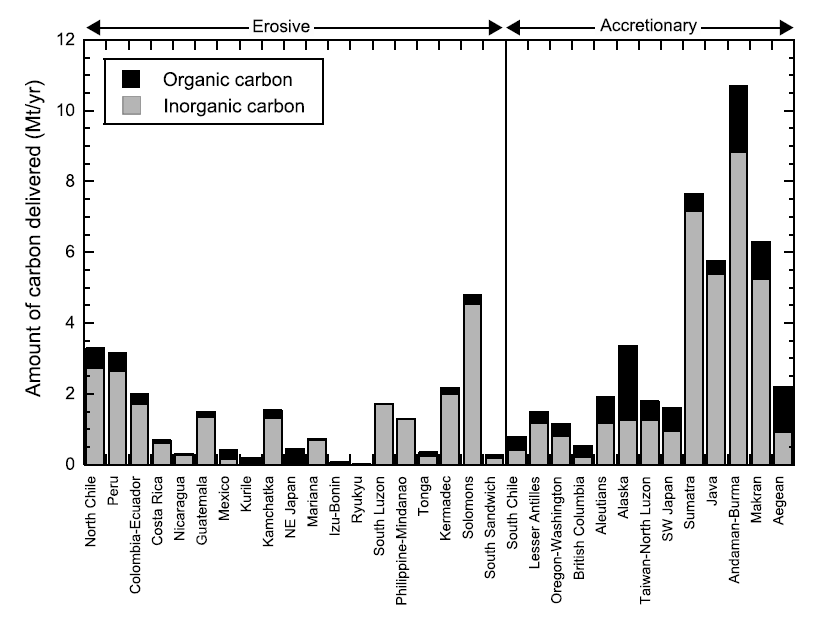 Erosive
Accretionary
12
10
8
6
4
2
0
Amount of carbon delivered (Mt/yr)
Organic carbon
Inorganic carbon
North Chile
Peru
Colombia-Ecuador
Costa Rica
Nicaragua
Guatemala
Mexico
Kurile
Kamchatka
NE Japan
Mariana
Izu-Bonin
Ryukyu
South Luzon
Philippine-Mindanao
Tonga
Kermadec
Solomons
South Sandwich
South Chile
Lesser Antilles
Oregon-Washington
British Columbia
Aleutians
Alaska
Taiwan-North Luzon
SW Japan
Sumatra
Java
Andaman-Burma
Makran
Aegean